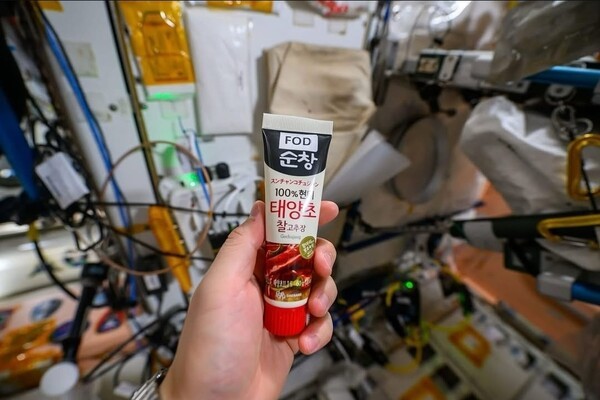 FOD
순창
スンチャンコチュジャン
100%현미
태양초
찰고추장